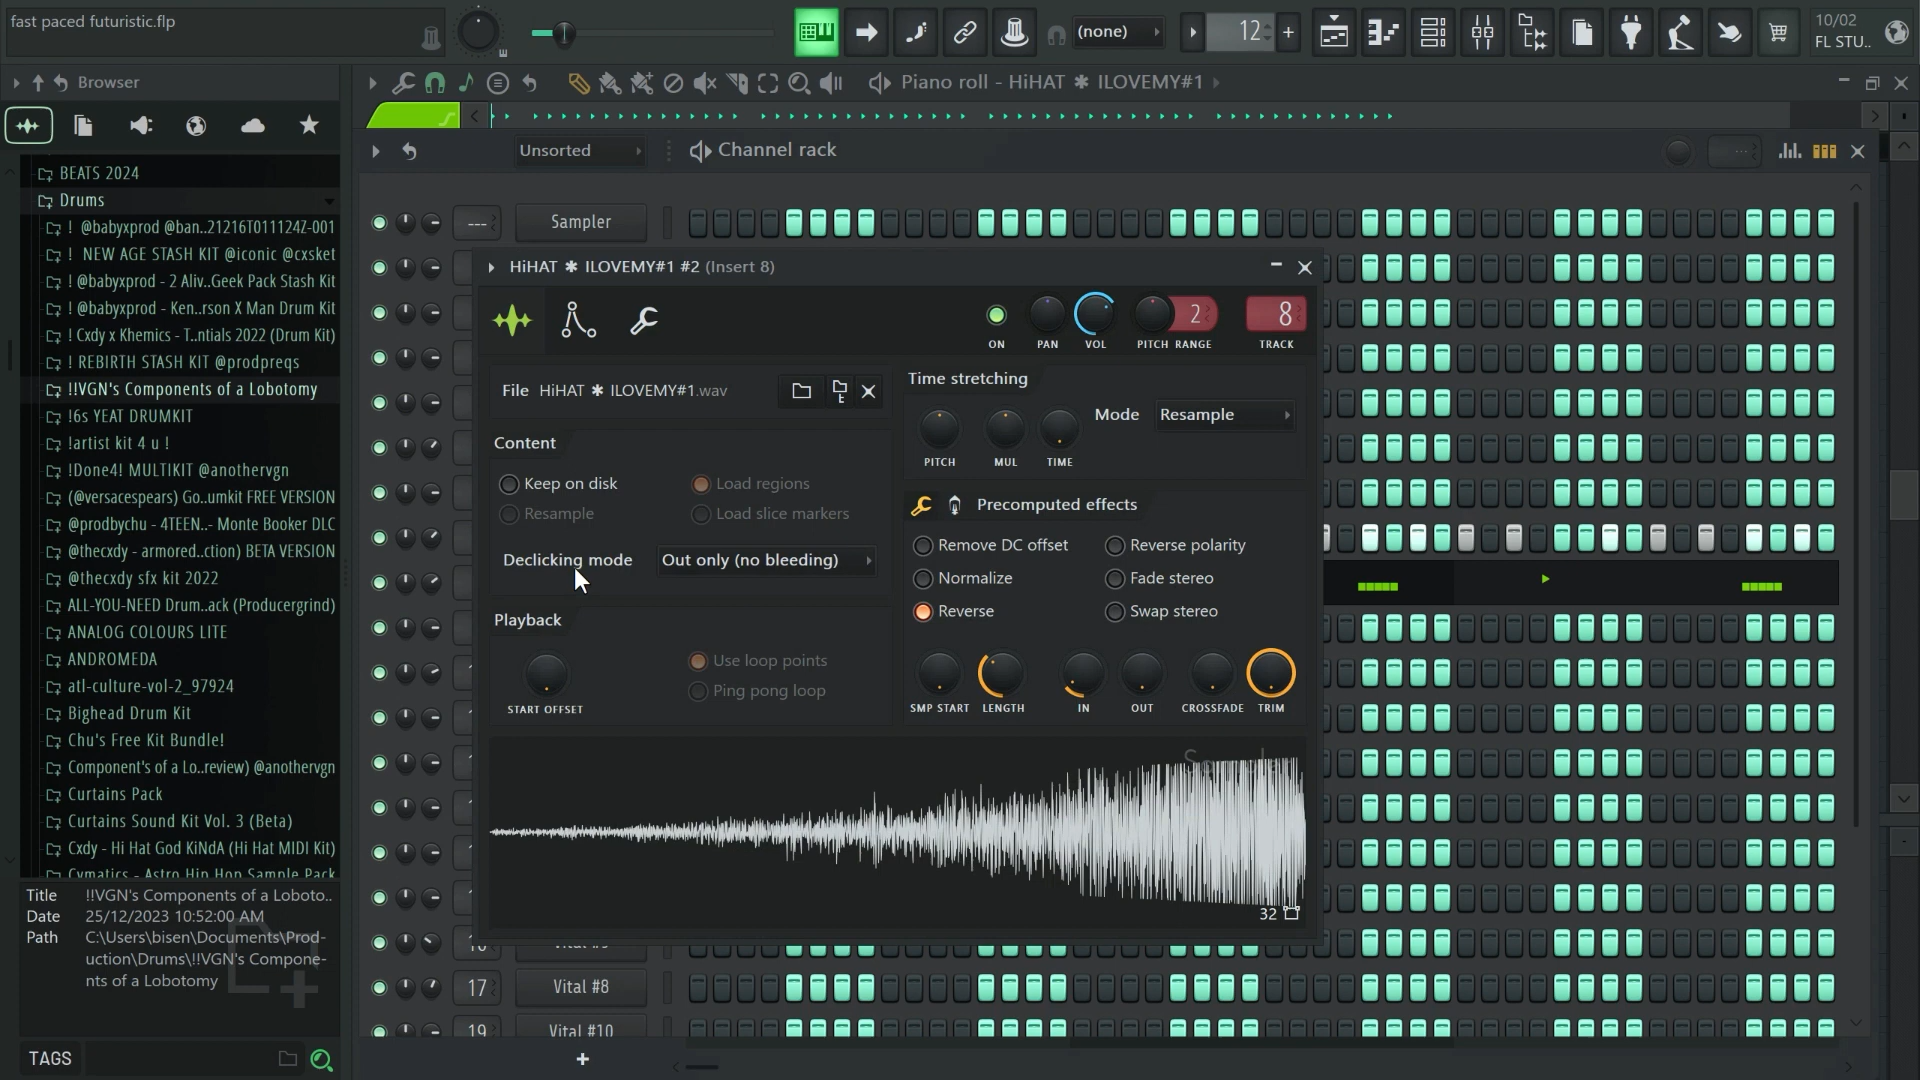 fast paced futuristic.flp
(none)
12
10/02
FL STU..
Browser
Piano roll - HiHAT ✱ ILOVEMY#1
Unsorted
Channel rack
BEATS 2024
Drums
! @babyxprod @ban..21216T011124Z-001
! NEW AGE STASH KIT @iconic @cxsket
! @babyxprod - 2 Aliv..Geek Pack Stash Kit
! @babyxprod - Ken..rson X Man Drum Kit
! Cxdy x Khemics - T..ntials 2022 (Drum Kit)
! REBIRTH STASH KIT @prodpreqs
!!VGN's Components of a Lobotomy
!6s YEAT DRUMKIT
!artist kit 4 u !
!Done4! MULTIKIT @anothervgn
(@versacespears) Go..umkit FREE VERSION
@prodbychu - 4TEEN..- Monte Booker DLC
@thecxdy - armored..ction) BETA VERSION
@thecxdy sfx kit 2022
ALL-YOU-NEED Drum..ack (Producergrind)
ANALOG COLOURS LITE
ANDROMEDA
atl-culture-vol-2_97924
Bighead Drum Kit
Chu's Free Kit Bundle!
Component's of a Lo..review) @anothervgn
Curtains Pack
Curtains Sound Kit Vol. 3 (Beta)
Cxdy - Hi Hat God KiNdA (Hi Hat MIDI Kit)
Cymatics - Astro Hip Hop Sample Pack
Title !!VGN's Components of a Loboto..
Date 25/12/2023 10:52:00 AM
Path C:\Users\bisen\Documents\Prod-
uction\Drums\!!VGN's Compone-
nts of a Lobotomy
TAGS
--- Sampler
HiHAT ✱ ILOVEMY#1 #2 (Insert 8)
2
8
ON PAN VOL PITCH RANGE TRACK
File HiHAT ✱ ILOVEMY#1.wav
Content
Keep on disk
Load regions
Resample
Load slice markers
Declicking mode Out only (no bleeding)
Playback
Use loop points
Ping pong loop
START OFFSET
Time stretching
Mode Resample
PITCH MUL TIME
Precomputed effects
Remove DC offset
Reverse polarity
Normalize
Fade stereo
Reverse
Swap stereo
SMP START LENGTH IN OUT CROSSFADE TRIM
32
17 Vital #8
19 Vital #10